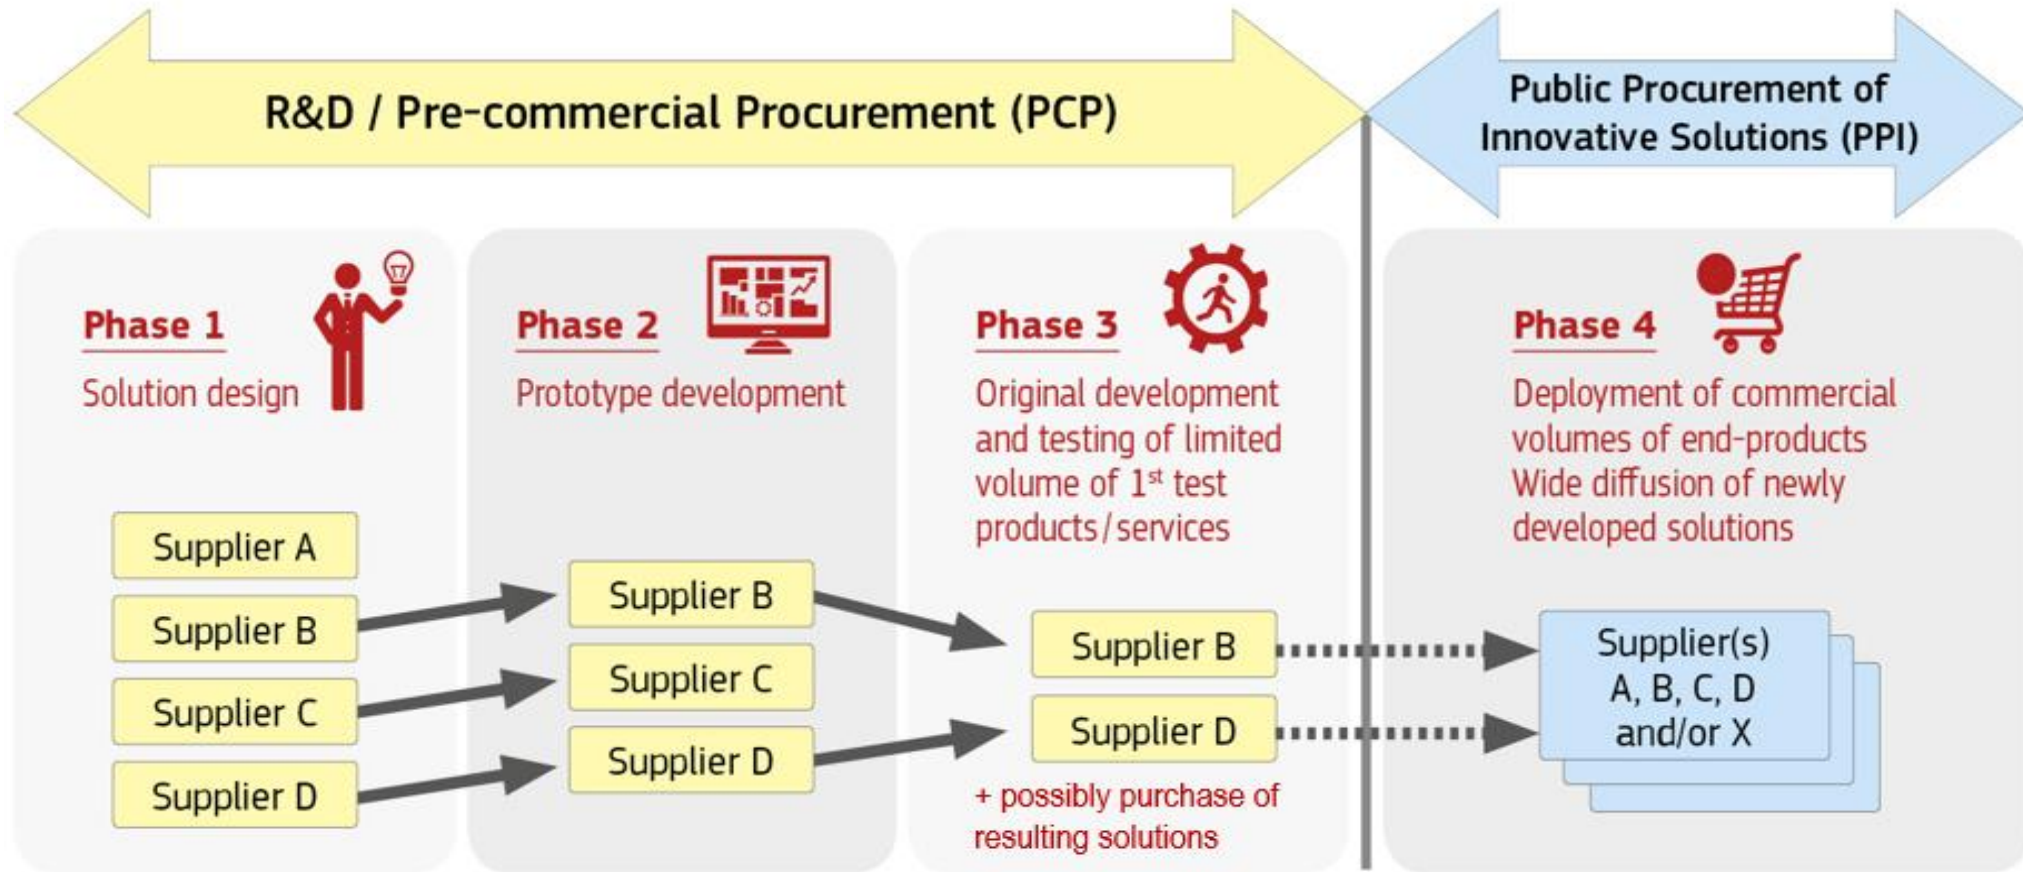 R&D / Pre-commercial Procurement (PCP)
Public Procurement of
Innovative Solutions (PPI)
Phase 1
Solution design
Supplier A
Supplier B
Supplier C
Supplier D
Phase 2
Prototype development
Supplier B
Supplier C
Supplier D
Phase 3
Original development
and testing of limited
volume of 1st test
products/services
Supplier B
Supplier D
+ possibly purchase of
resulting solutions
Phase 4
Deployment of commercial
volumes of end-products
Wide diffusion of newly
developed solutions
Supplier(s)
A, B, C, D
and/or X